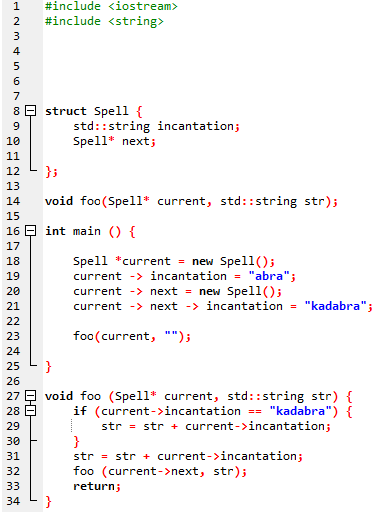 1 #include <iostream>
2 #include <string>
3
4
5
6
7
8 struct Spell {
9     std::string incantation;
10     Spell* next;
11
12 };
13
14 void foo(Spell* current, std::string str);
15
16 int main () {
17
18     Spell *current = new Spell();
19     current -> incantation = "abra";
20     current -> next = new Spell();
21     current -> next -> incantation = "kadabra";
22
23     foo(current, "");
24
25 }
26
27 void foo (Spell* current, std::string str) {
28     if (current->incantation == "kadabra") {
29         str = str + current->incantation;
30     }
31     str = str + current->incantation;
32     foo (current->next, str);
33     return;
34 }